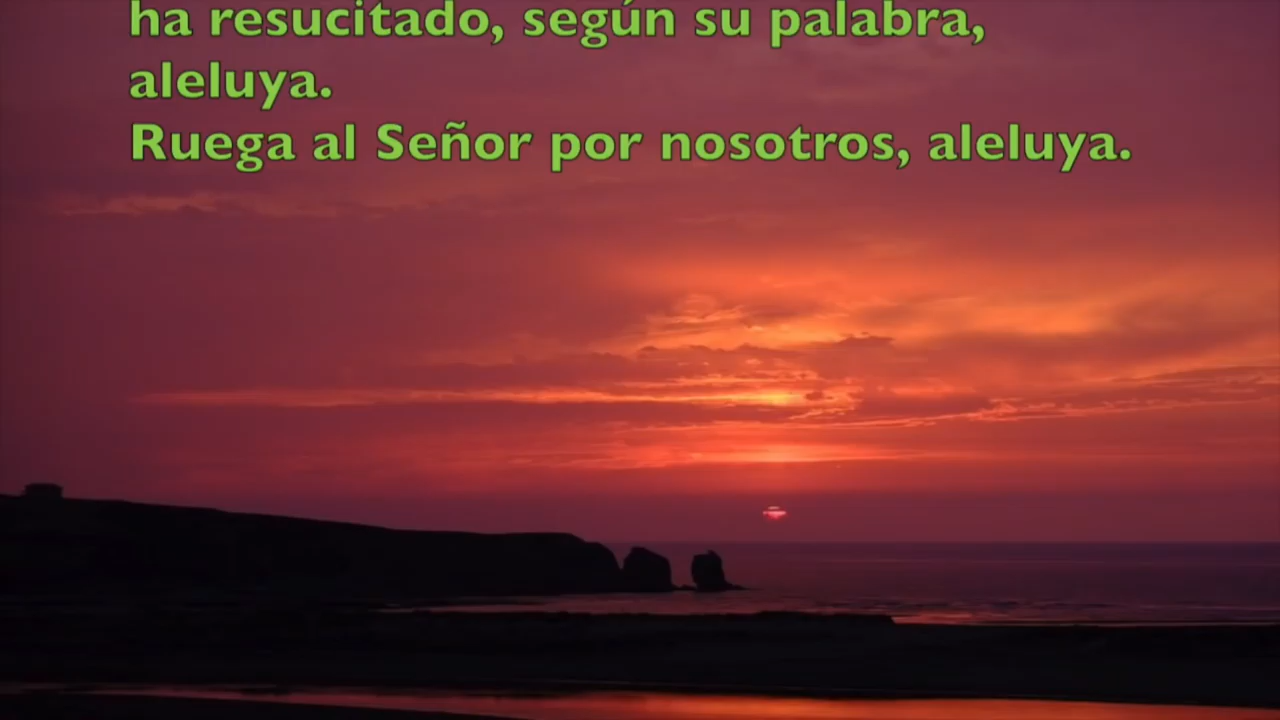 ha resucitado, según su palabra,
aleluya.
Ruega al Señor por nosotros, aleluya.